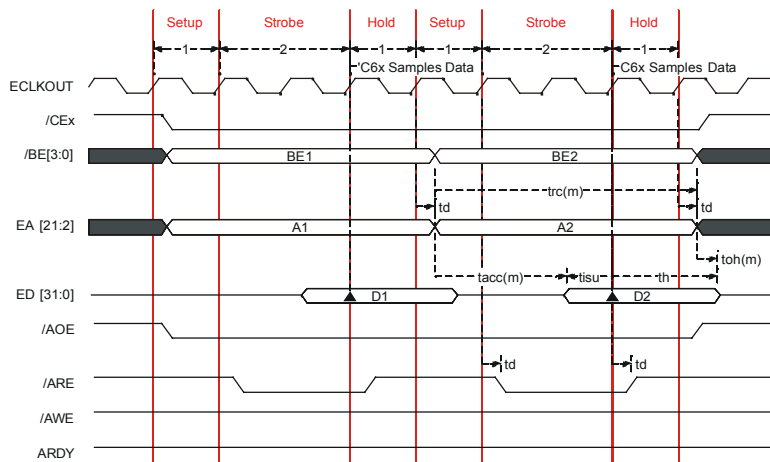 Setup Strobe Hold Setup Strobe Hold
1 2 1 1 2 1
'C6x Samples Data C6x Samples Data
ECLKOUT
/CEx
/BE[3:0] BE1 BE2
trc(m)
td td
EA [21:2] A1 A2
toh(m)
tacc(m) tisu th
ED [31:0] D1 D2
/AOE
td td
/ARE
/AWE
ARDY